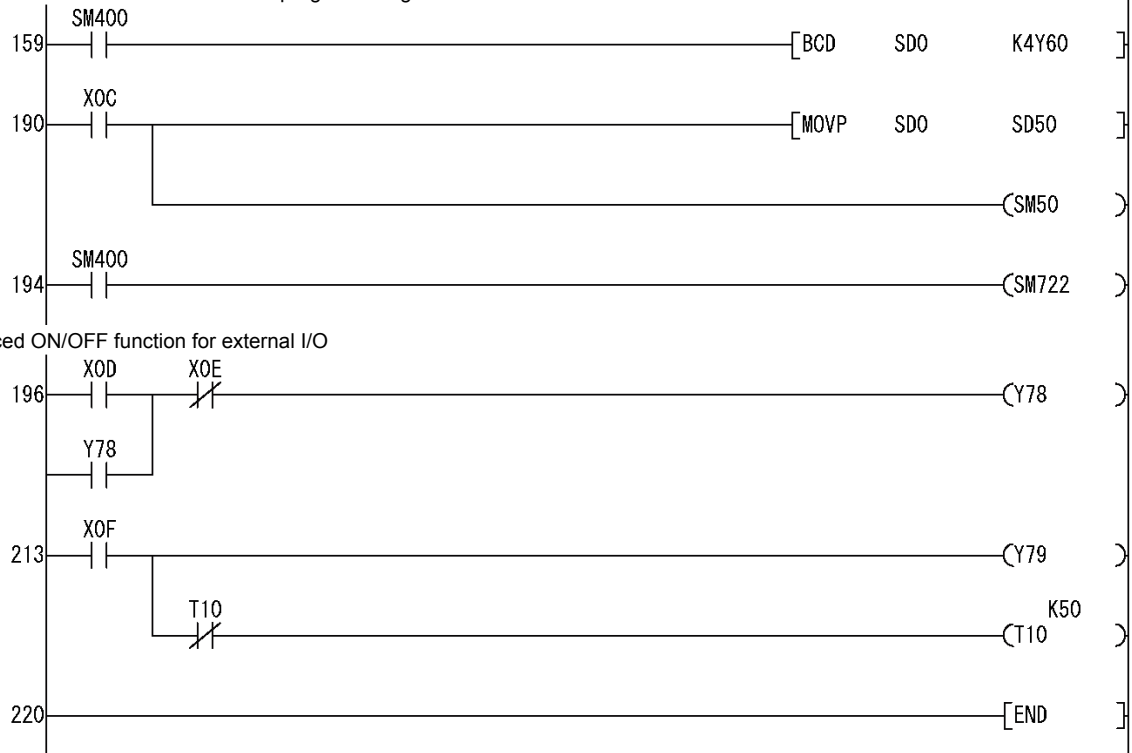 SM400
159 [BCD SD0 K4Y60 ]
X0C
190 [MOVP SD0 SD50 ]
(SM50 )
SM400
194 (SM722 )
ced ON/OFF function for external I/O
X0D X0E
196 (Y78 )
Y78
X0F
213 (Y79 )
T10 K50
(T10 )
220 [END ]